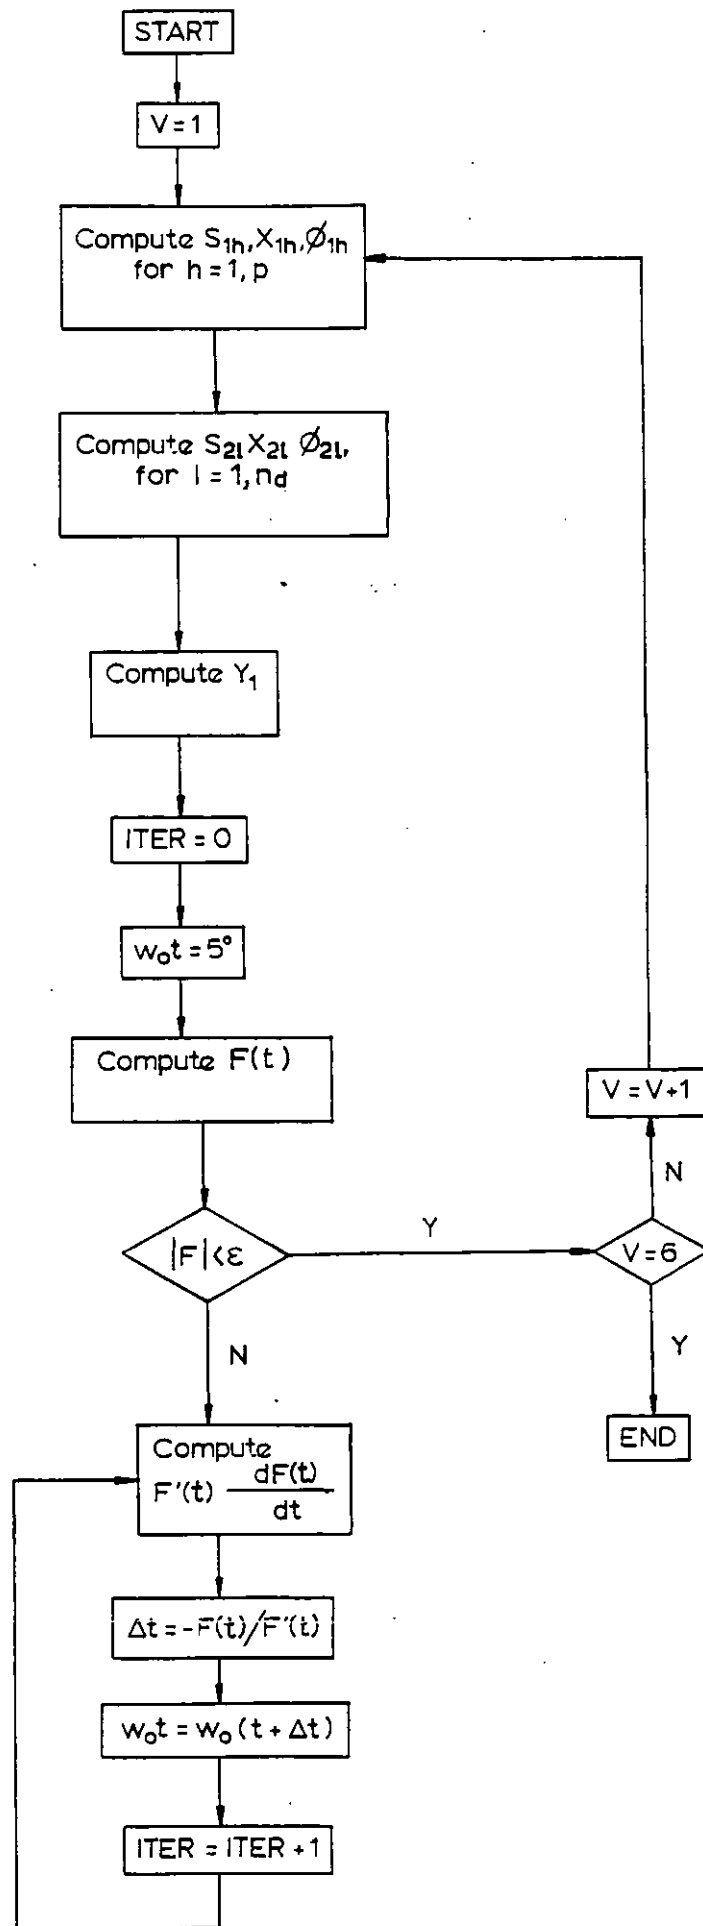 START
V = 1
Compute S₁ₕ, X₁ₕ, Ø₁ₕ
for h = 1, p
Compute S₂ₗ X₂ₗ Ø₂ₗ,
for l = 1, n_d
Compute Y₁
ITER = 0
w₀t = 5°
Compute F(t)
V = V+1
N
|F| < ε
Y
V = 6
N
Y
END
Compute
F'(t) dF(t)/dt
Δt = -F(t)/F'(t)
w₀t = w₀ (t + Δt)
ITER = ITER + 1